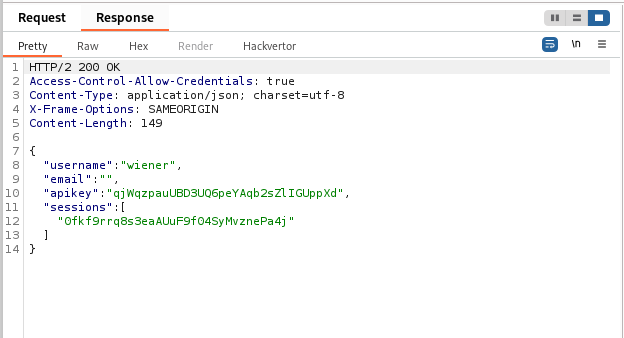 Request Response
Pretty Raw Hex Render Hackvertor \n
1 HTTP/2 200 OK
2 Access-Control-Allow-Credentials: true
3 Content-Type: application/json; charset=utf-8
4 X-Frame-Options: SAMEORIGIN
5 Content-Length: 149
6
7 {
8 "username":"wiener",
9 "email":"",
10 "apikey":"qjWqzpauUBD3UQ6peYAqb2sZlIGUppXd",
11 "sessions":[
12 "0fkf9rrq8s3eaAUuF9f04SyMvznePa4j"
13 ]
14 }